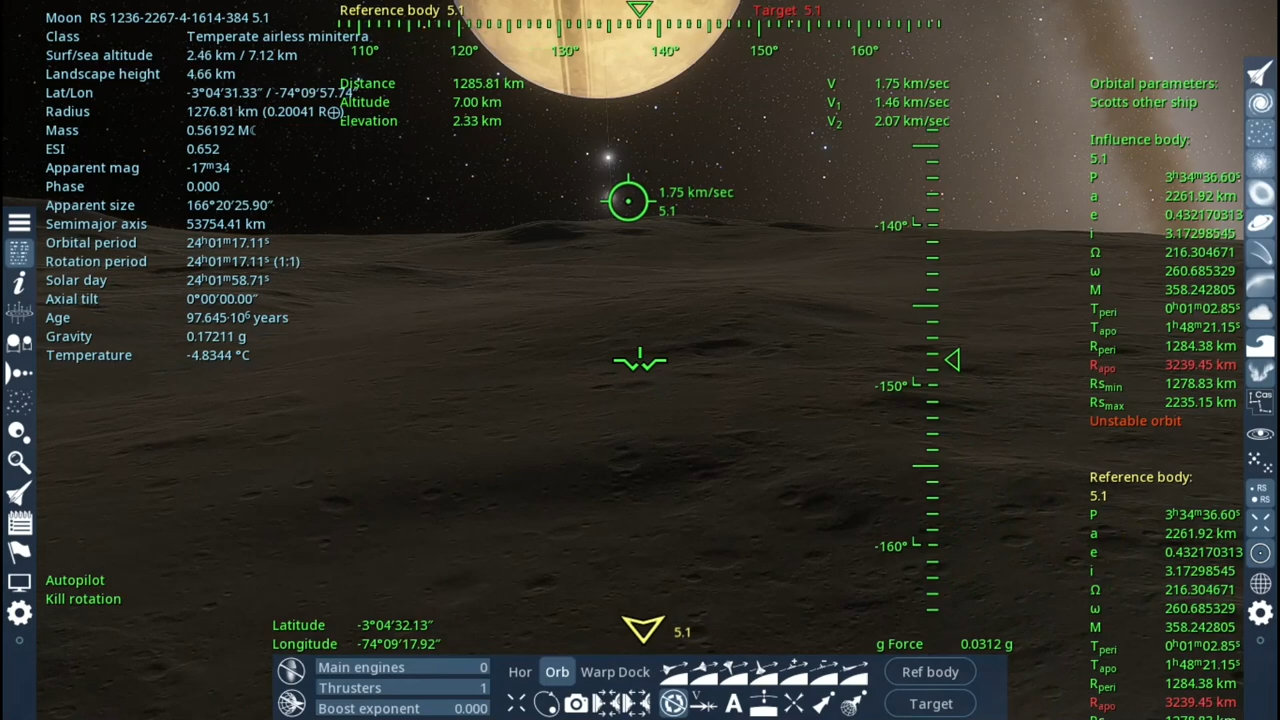 Moon RS 1236-2267-4-1614-384 5.1
Class Temperate airless miniterra
Surf/sea altitude 2.46 km / 7.12 km
Landscape height 4.66 km
Lat/Lon -3°04′31.33″ / -74°09′57.74″
Radius 1276.81 km (0.20041 R⊕)
Mass 0.56192 M☾
ESI 0.652
Apparent mag -17ᵐ34
Phase 0.000
Apparent size 166°20′25.90″
Semimajor axis 53754.41 km
Orbital period 24ʰ01ᵐ17.11ˢ
Rotation period 24ʰ01ᵐ17.11ˢ (1:1)
Solar day 24ʰ01ᵐ58.71ˢ
Axial tilt 0°00′00.00″
Age 97.645·10⁶ years
Gravity 0.17211 g
Temperature -4.8344 °C
Reference body 5.1
Target 5.1
110° 120° 130° 140° 150° 160°
Distance 1285.81 km
Altitude 7.00 km
Elevation 2.33 km
V 1.75 km/sec
V₁ 1.46 km/sec
V₂ 2.07 km/sec
1.75 km/sec
5.1
-140°
-150°
-160°
Orbital parameters:
Scotts other ship
Influence body:
5.1
P 3ʰ34ᵐ36.60ˢ
a 2261.92 km
e 0.432170313
i 3.17298545
Ω 216.304671
ω 260.685329
M 358.242805
Tperi 0ʰ01ᵐ02.85ˢ
Tapo 1ʰ48ᵐ21.15ˢ
Rperi 1284.38 km
Rapo 3239.45 km
Rsmin 1278.83 km
Rsmax 2235.15 km
Unstable orbit
Reference body:
5.1
P 3ʰ34ᵐ36.60ˢ
a 2261.92 km
e 0.432170313
i 3.17298545
Ω 216.304671
ω 260.685329
M 358.242805
Tperi 0ʰ01ᵐ02.85ˢ
Tapo 1ʰ48ᵐ21.15ˢ
Rperi 1284.38 km
Rapo 3239.45 km
Autopilot
Kill rotation
Latitude -3°04′32.13″
Longitude -74°09′17.92″
5.1
g Force 0.0312 g
Main engines 0
Thrusters 1
Boost exponent 0.000
Hor Orb Warp Dock
A
Ref body
Target
Cas
RS
RS